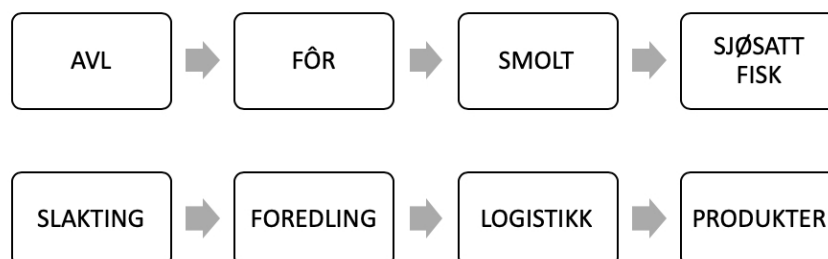 AVL
FÔR
SMOLT
SJØSATT
FISK
SLAKTING
FOREDLING
LOGISTIKK
PRODUKTER